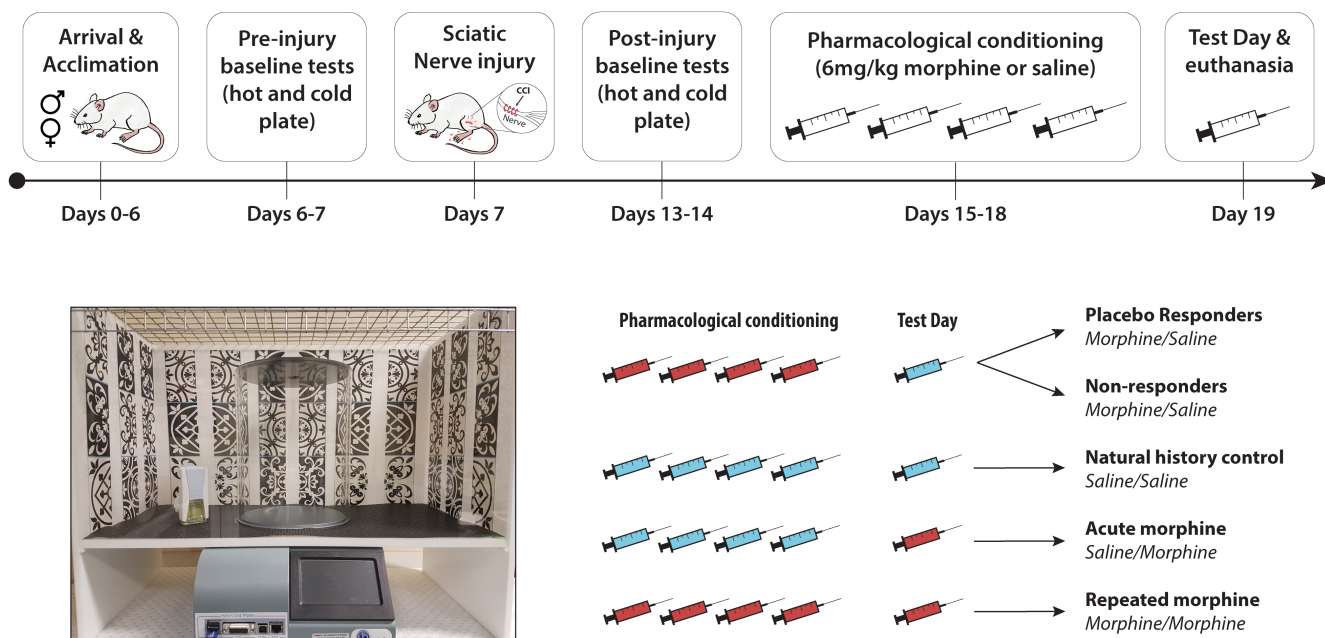 Arrival &
Acclimation
Pre-injury
baseline tests
(hot and cold
plate)
Sciatic
Nerve injury
CCI
Nerve
Post-injury
baseline tests
(hot and cold
plate)
Pharmacological conditioning
(6mg/kg morphine or saline)
Test Day &
euthanasia
Days 0-6
Days 6-7
Days 7
Days 13-14
Days 15-18
Day 19
Pharmacological conditioning
Test Day
Placebo Responders
Morphine/Saline
Non-responders
Morphine/Saline
Natural history control
Saline/Saline
Acute morphine
Saline/Morphine
Repeated morphine
Morphine/Morphine